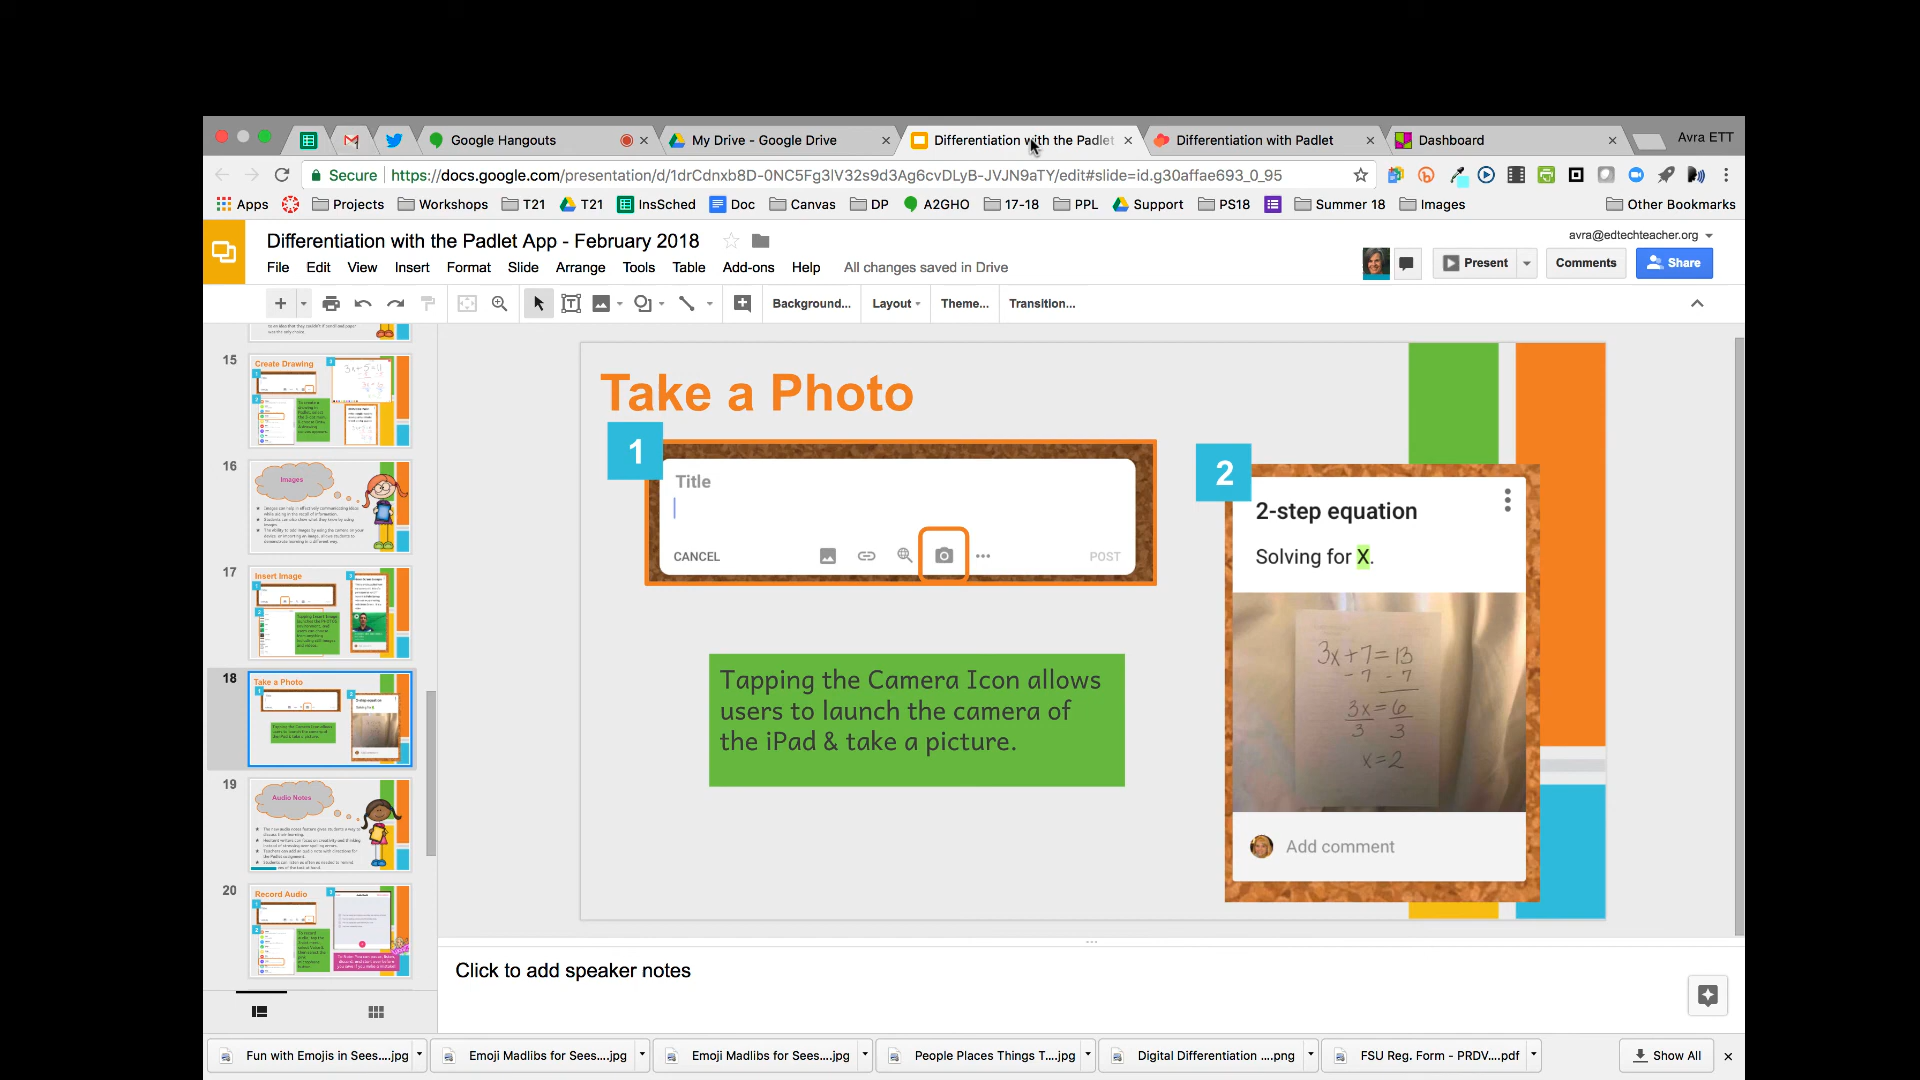 Google Hangouts
My Drive - Google Drive
Differentiation with the Padlet
Differentiation with Padlet
Dashboard
Avra ETT
Secure
https://docs.google.com/presentation/d/1drCdnxb8D-0NC5Fg3lV32s9d3Ag6cvDLyB-JVJN9aTY/edit#slide=id.g30affae693_0_95
Apps Projects Workshops T21 T21 InsSched Doc Canvas DP A2GHO 17-18 PPL Support PS18 Summer 18 Images Other Bookmarks
Differentiation with the Padlet App - February 2018
avra@edtechteacher.org
File Edit View Insert Format Slide Arrange Tools Table Add-ons Help All changes saved in Drive
Present Comments Share
Background... Layout Theme... Transition...
15
Create Drawing
16
Images
17
Insert Image
18
Take a Photo
19
Audio Notes
20
Record Audio
Take a Photo
1
Title
CANCEL
POST
Tapping the Camera Icon allows
users to launch the camera of
the iPad & take a picture.
2
2-step equation
Solving for X.
3x+7=13
-7 -7
3x=6
3 3
x=2
Add comment
Click to add speaker notes
Fun with Emojis in Sees....jpg
Emoji Madlibs for Sees....jpg
Emoji Madlibs for Sees....jpg
People Places Things T....jpg
Digital Differentiation ....png
FSU Reg. Form - PRDV....pdf
Show All